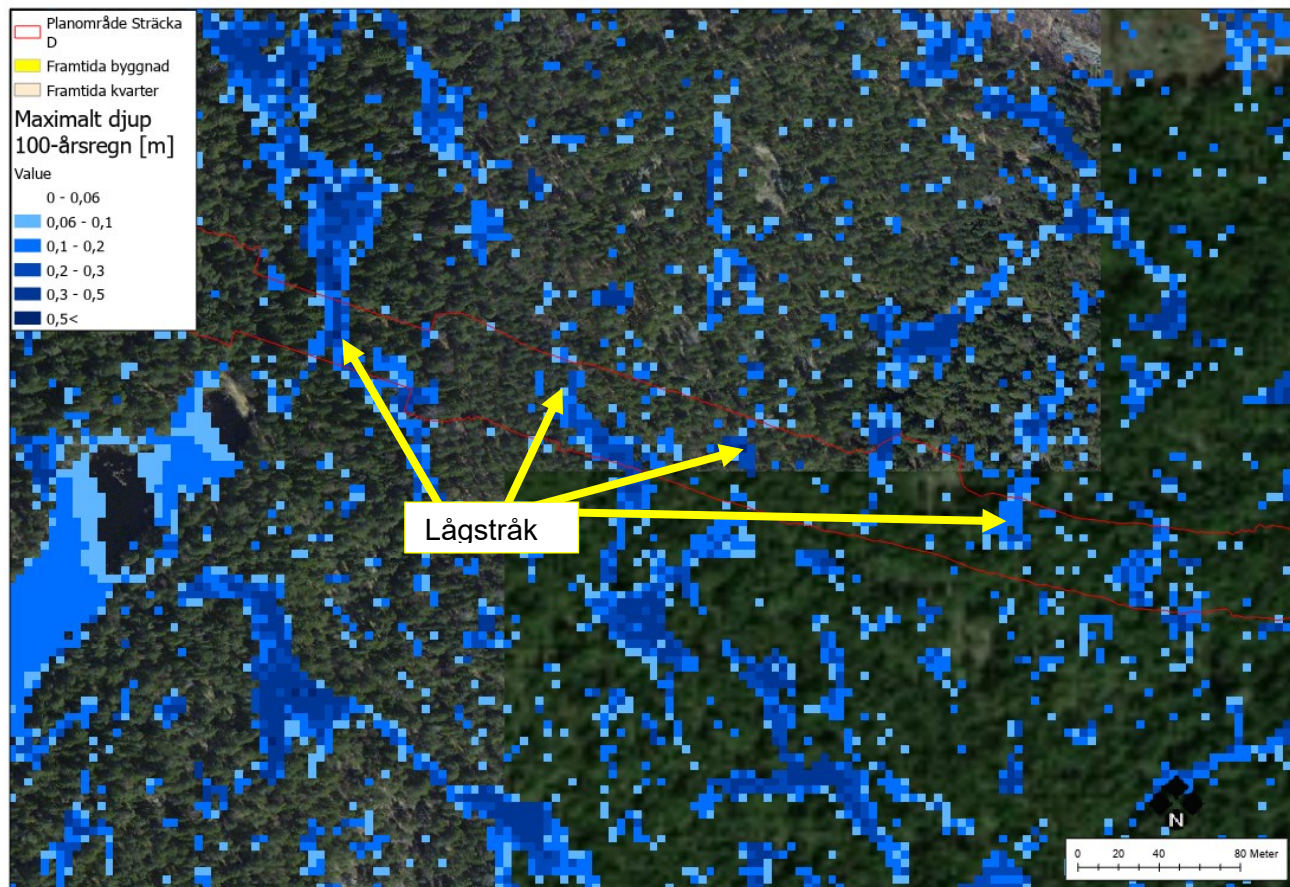 Planområde Sträcka
D
Framtida byggnad
Framtida kvarter
Maximalt djup
100-årsregn [m]
Value
0 - 0,06
0,06 - 0,1
0,1 - 0,2
0,2 - 0,3
0,3 - 0,5
0,5<
Lågstråk
N
0 20 40 80 Meter